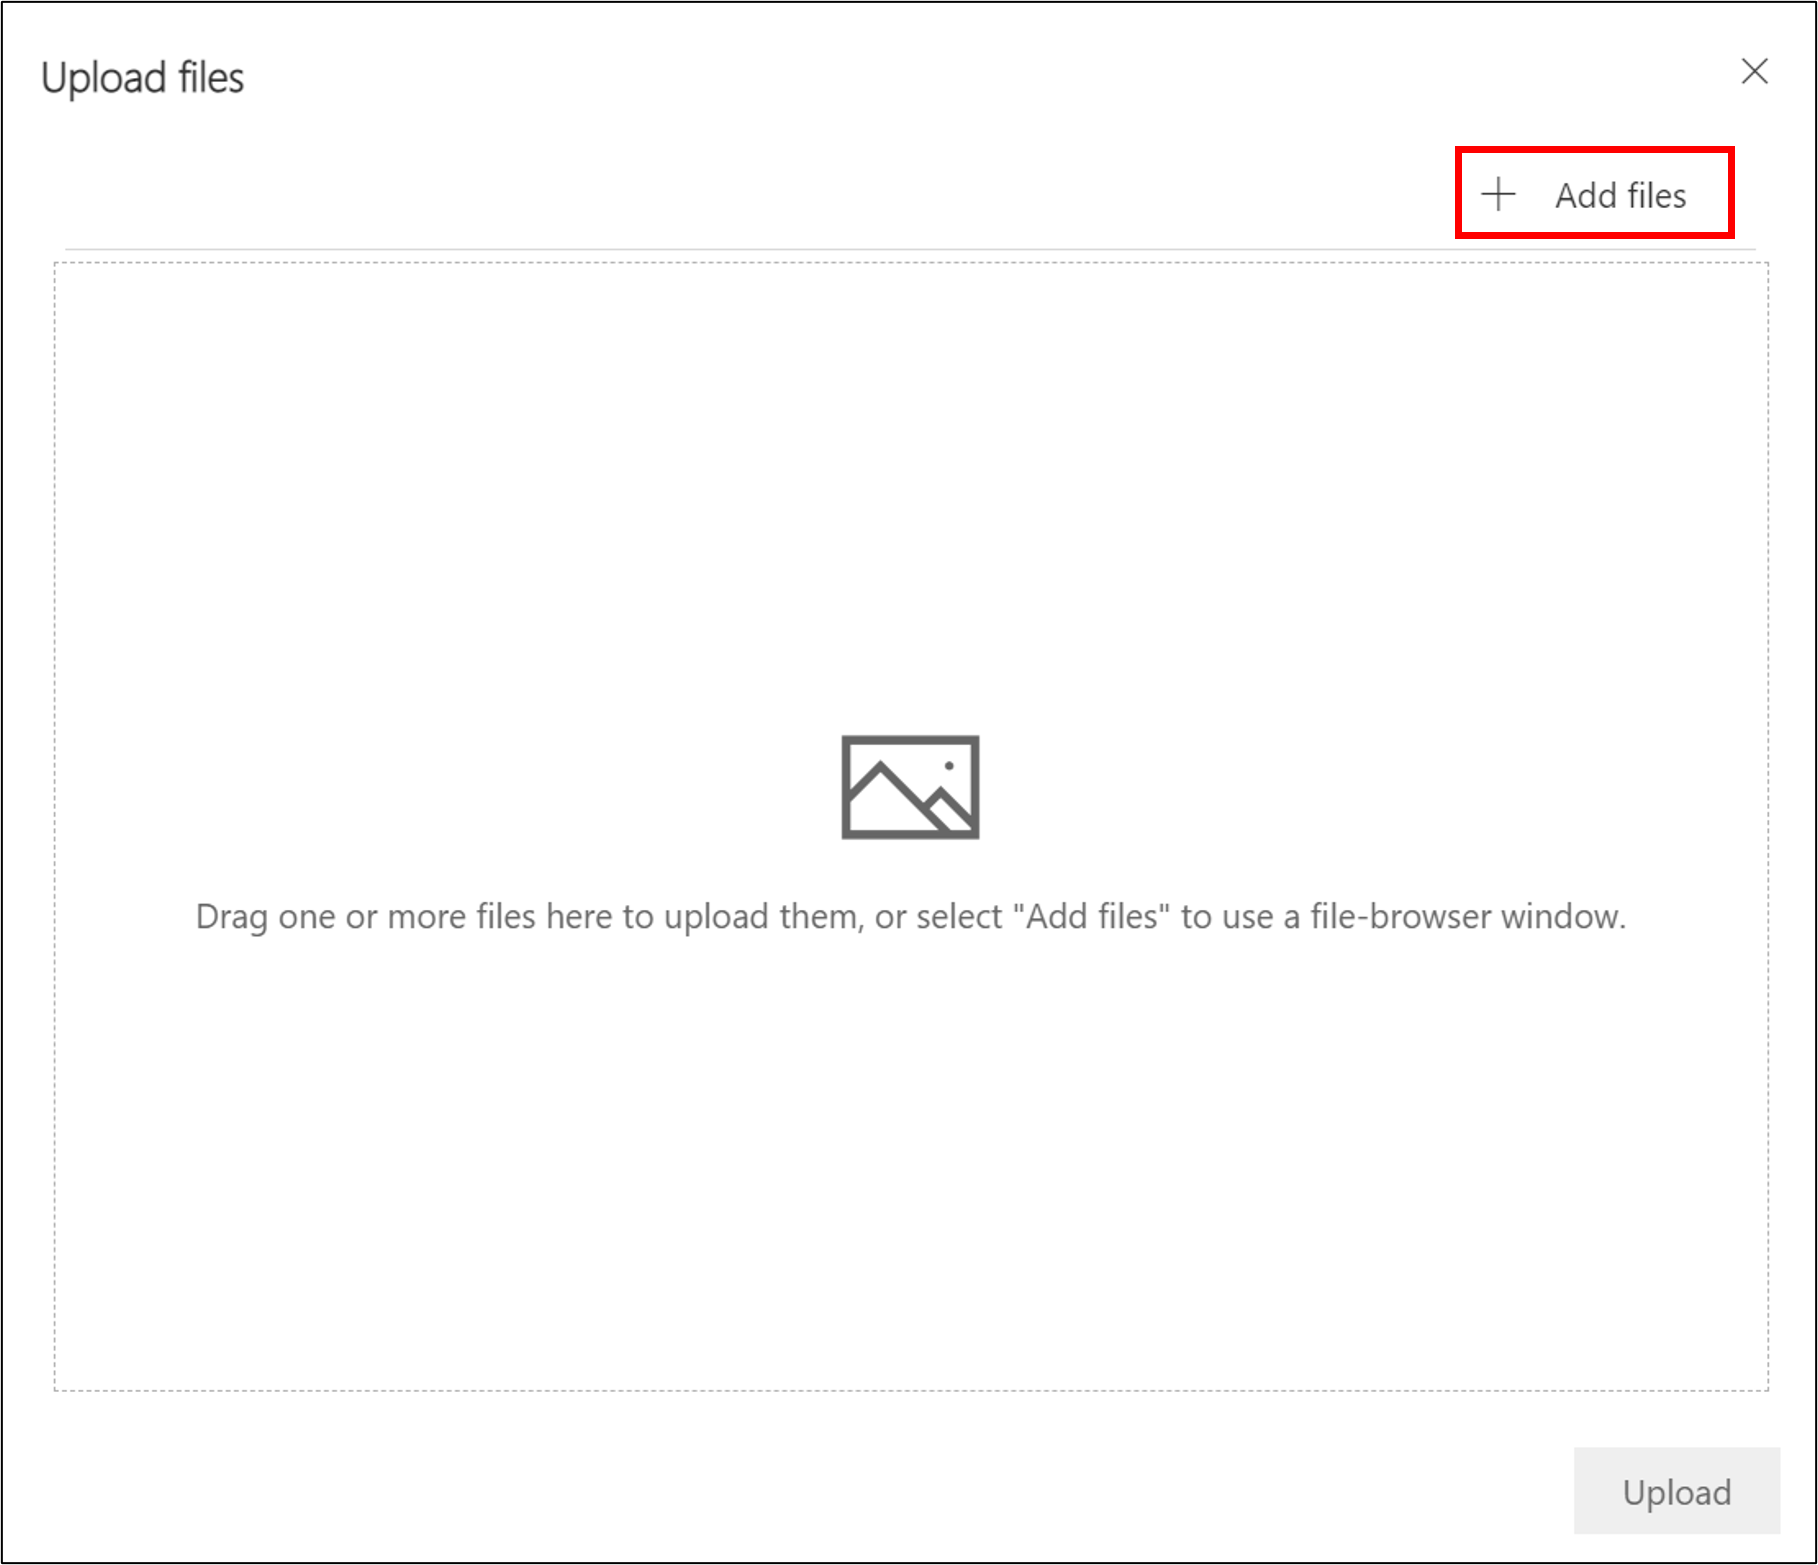 Upload files
Add files
Drag one or more files here to upload them, or select "Add files" to use a file-browser window.
Upload